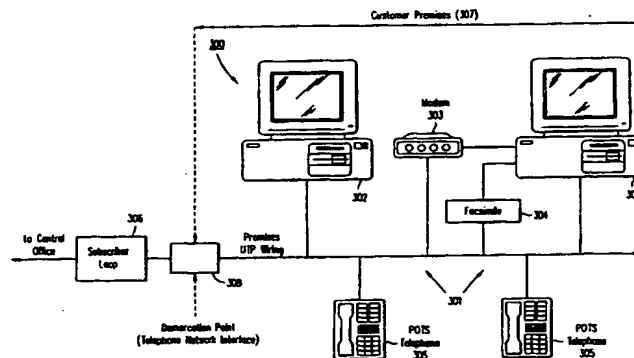 Customer Premises (307)
300
Modem
303
302
Facsimile
304
306
to Central
Office
Subscriber
Loop
308
Premises
UTP Wiring
301
Demarcation Point
(Telephone Network Interface)
POTS
Telephone
305
POTS
Telephone
305